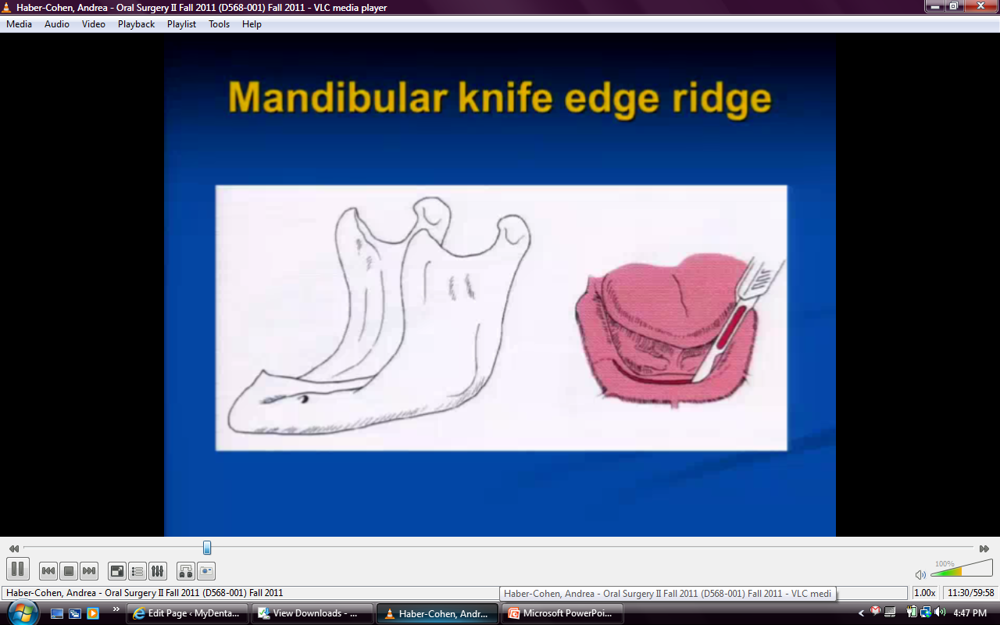 Haber-Cohen, Andrea - Oral Surgery II Fall 2011 (D568-001) Fall 2011 - VLC media player
Media Audio Video Playback Playlist Tools Help
Mandibular knife edge ridge
100%
Haber-Cohen, Andrea - Oral Surgery II Fall 2011 (D568-001) Fall 2011
Haber-Cohen, Andrea - Oral Surgery II Fall 2011 (D568-001) Fall 2011 - VLC medi
1.00x 11:30/59:58
Edit Page ‹ MyDenta... View Downloads - ... Haber-Cohen, Andr... Microsoft PowerPoi... 4:47 PM